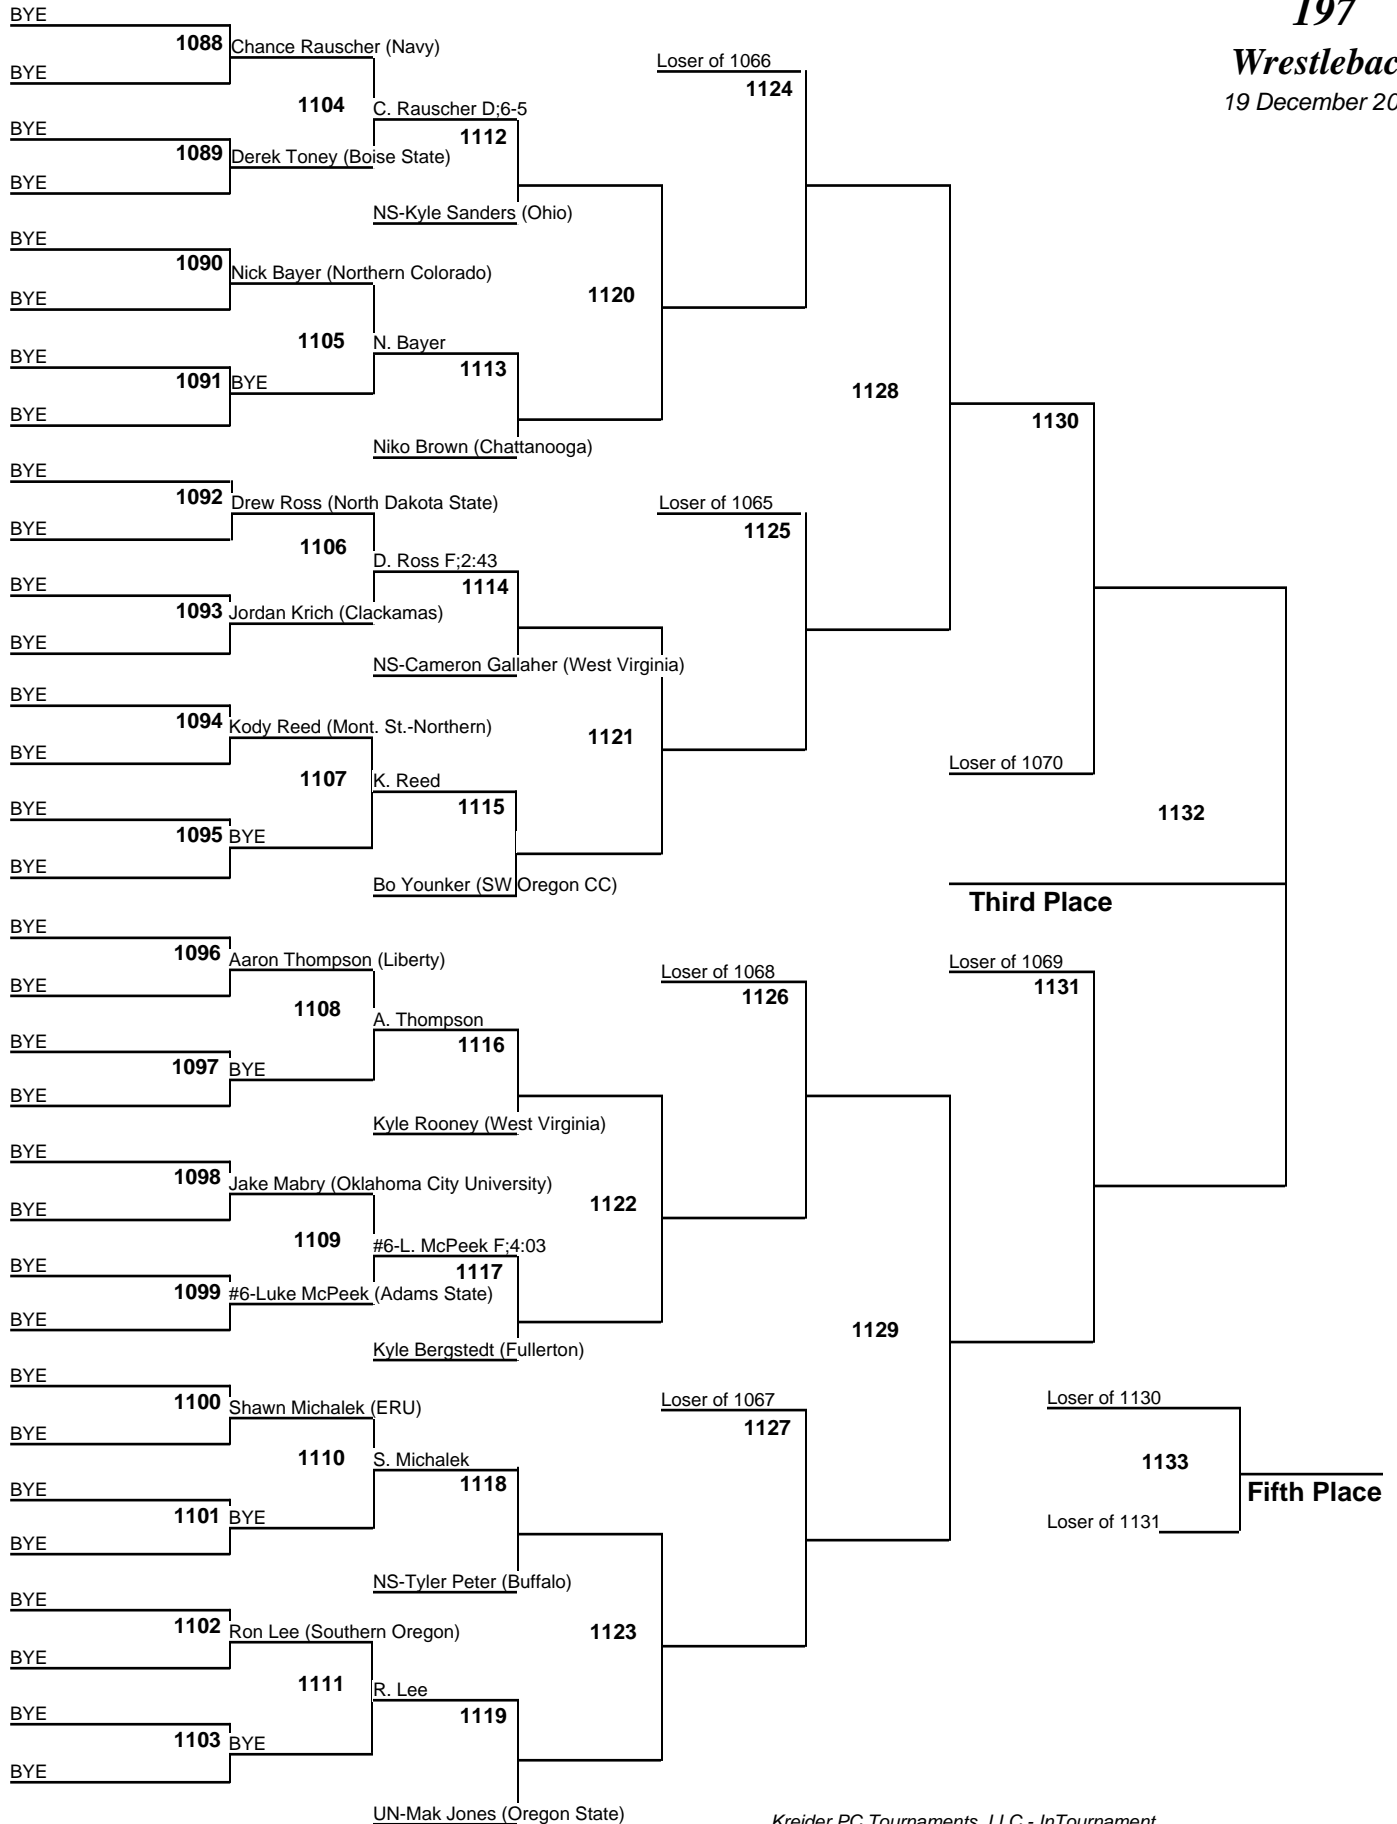 197
Wrestlebac
19 December 20
BYE
1088 Chance Rauscher (Navy)
BYE
1104
C. Rauscher D;6-5
BYE
1089 Derek Toney (Boise State)
BYE
1112
NS-Kyle Sanders (Ohio)
BYE
1090 Nick Bayer (Northern Colorado)
BYE
1105
N. Bayer
BYE
1091 BYE
BYE
1113
Niko Brown (Chattanooga)
1120
Loser of 1066
1124
BYE
1092 Drew Ross (North Dakota State)
BYE
1106
D. Ross F;2:43
BYE
1093 Jordan Krich (Clackamas)
BYE
1114
NS-Cameron Gallaher (West Virginia)
BYE
1094 Kody Reed (Mont. St.-Northern)
BYE
1107
K. Reed
BYE
1095 BYE
BYE
1115
Bo Younker (SW Oregon CC)
1121
Loser of 1065
1125
1128
1130
Loser of 1070
1132
Third Place
BYE
1096 Aaron Thompson (Liberty)
BYE
1108
A. Thompson
BYE
1097 BYE
BYE
1116
Kyle Rooney (West Virginia)
BYE
1098 Jake Mabry (Oklahoma City University)
BYE
1109
#6-L. McPeek F;4:03
BYE
1099 #6-Luke McPeek (Adams State)
BYE
1117
Kyle Bergstedt (Fullerton)
1122
Loser of 1068
1126
Loser of 1069
1131
BYE
1100 Shawn Michalek (ERU)
BYE
1110
S. Michalek
BYE
1101 BYE
BYE
1118
NS-Tyler Peter (Buffalo)
BYE
1102 Ron Lee (Southern Oregon)
BYE
1111
R. Lee
BYE
1103 BYE
BYE
1119
UN-Mak Jones (Oregon State)
1123
Loser of 1067
1127
1129
Loser of 1130
1133
Fifth Place
Loser of 1131
Kreider PC Tournaments, LLC - InTournament